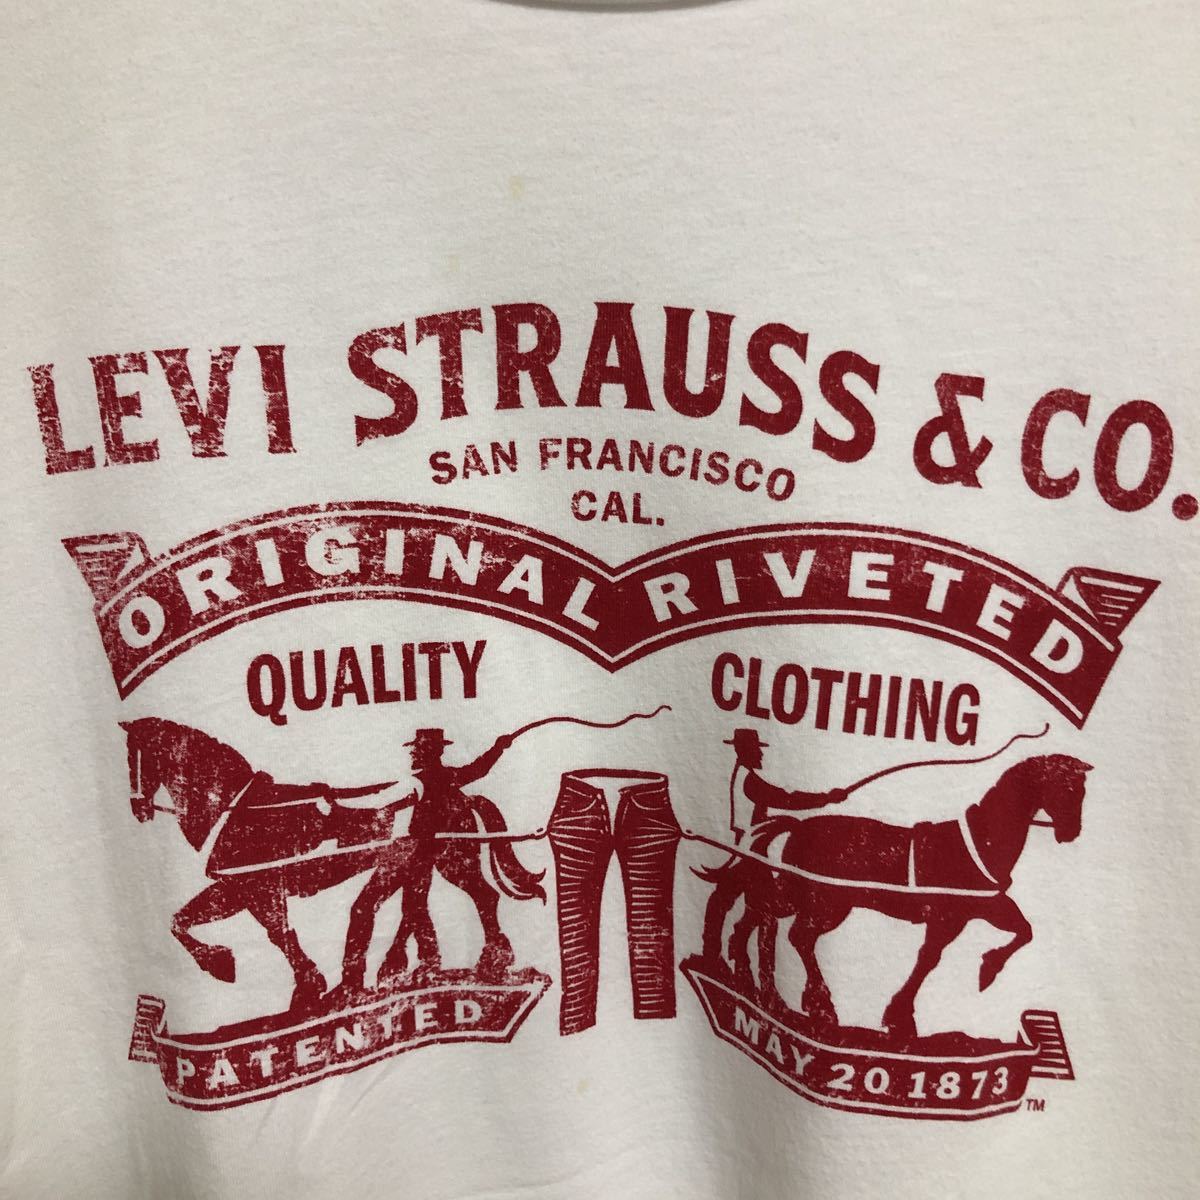 LEVI STRAUSS & CO.
SAN FRANCISCO
CAL.
ORIGINAL RIVETED
QUALITY CLOTHING
PATENTED MAY 20 1873
TM